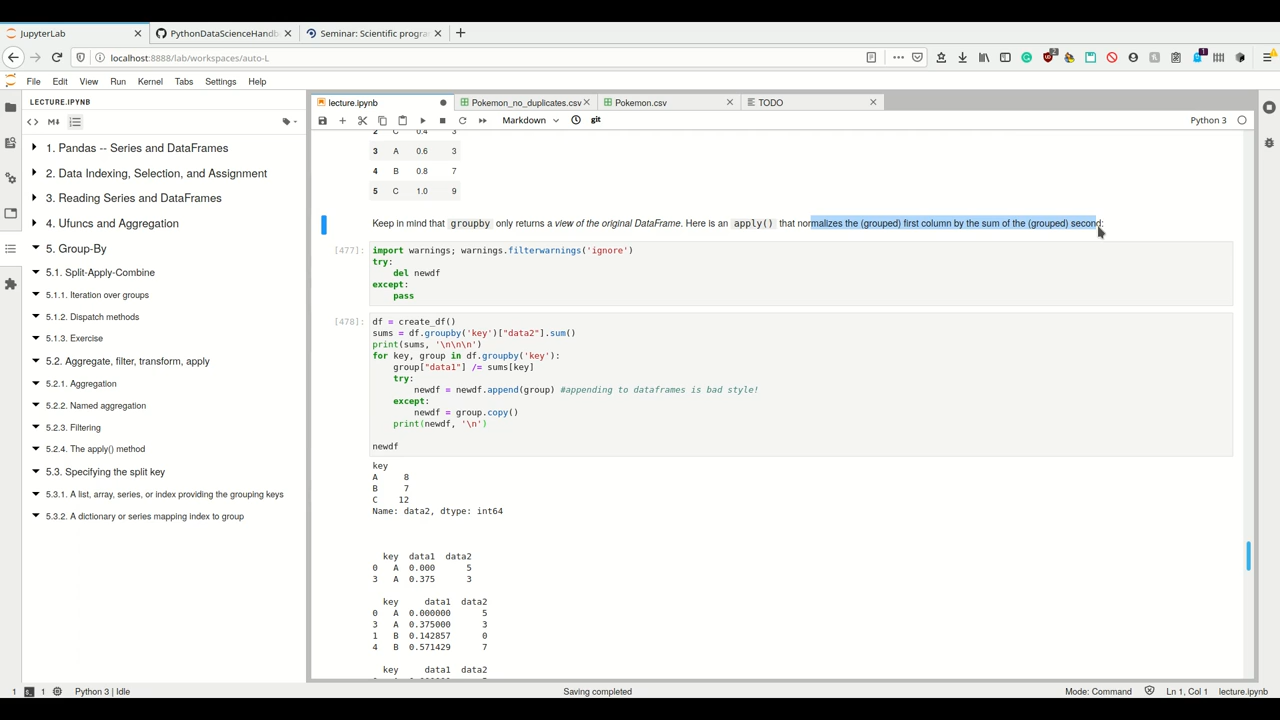 JupyterLab
PythonDataScienceHandb
Seminar: Scientific progra
localhost:8888/lab/workspaces/auto-L
File Edit View Run Kernel Tabs Settings Help
LECTURE.IPYNB
1. Pandas -- Series and DataFrames
2. Data Indexing, Selection, and Assignment
3. Reading Series and DataFrames
4. Ufuncs and Aggregation
5. Group-By
5.1. Split-Apply-Combine
5.1.1. Iteration over groups
5.1.2. Dispatch methods
5.1.3. Exercise
5.2. Aggregate, filter, transform, apply
5.2.1. Aggregation
5.2.2. Named aggregation
5.2.3. Filtering
5.2.4. The apply() method
5.3. Specifying the split key
5.3.1. A list, array, series, or index providing the grouping keys
5.3.2. A dictionary or series mapping index to group
lecture.ipynb
Pokemon_no_duplicates.csv
Pokemon.csv
TODO
Markdown
git
Python 3
2 C 0.4 3
3 A 0.6 3
4 B 0.8 7
5 C 1.0 9
Keep in mind that groupby only returns a view of the original DataFrame. Here is an apply() that normalizes the (grouped) first column by the sum of the (grouped) second:
[477]:
import warnings; warnings.filterwarnings('ignore')
try:
del newdf
except:
pass
[478]:
df = create_df()
sums = df.groupby('key')["data2"].sum()
print(sums, '\n\n\n')
for key, group in df.groupby('key'):
group["data1"] /= sums[key]
try:
newdf = newdf.append(group) #appending to dataframes is bad style!
except:
newdf = group.copy()
print(newdf, '\n')
newdf
key
A 8
B 7
C 12
Name: data2, dtype: int64
key data1 data2
0 A 0.000 5
3 A 0.375 3
key data1 data2
0 A 0.000000 5
3 A 0.375000 3
1 B 0.142857 0
4 B 0.571429 7
key data1 data2
1 1 Python 3 | Idle
Saving completed
Mode: Command
Ln 1, Col 1
lecture.ipynb